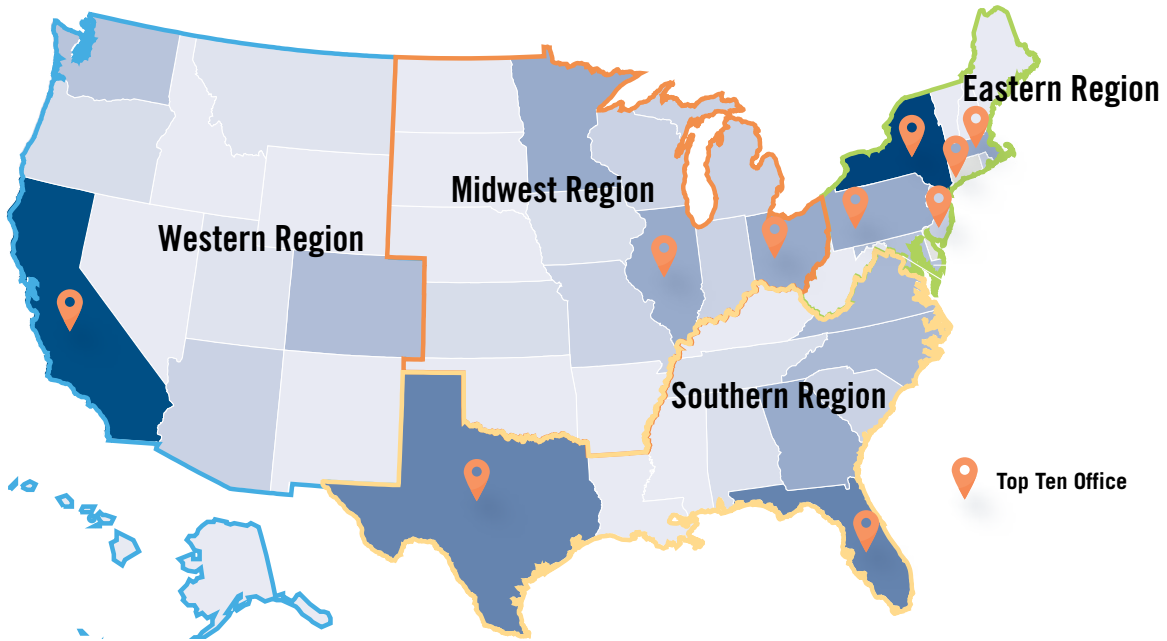 Eastern Region
Midwest Region
Western Region
Southern Region
Top Ten Office